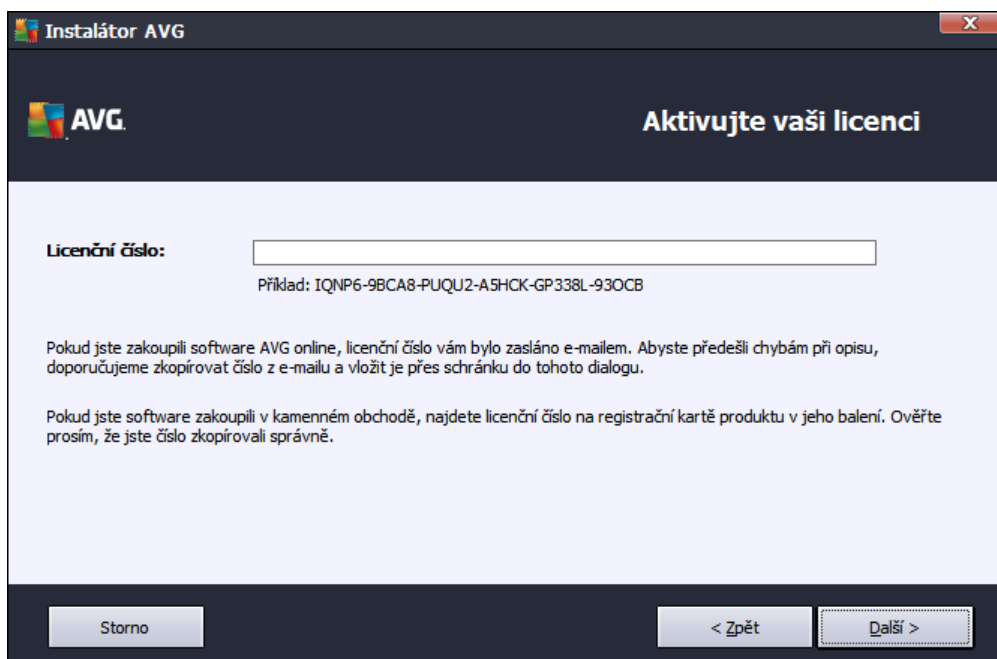 Instalátor AVG
AVG.
Aktivujte vaši licenci
Licenční číslo:
Příklad: IQNP6-9BCA8-PUQU2-A5HCK-GP338L-93OCB
Pokud jste zakoupili software AVG online, licenční číslo vám bylo zasláno e-mailem. Abyste předešli chybám při opisu,
doporučujeme zkopírovat číslo z e-mailu a vložit je přes schránku do tohoto dialogu.
Pokud jste software zakoupili v kamenném obchodě, najdete licenční číslo na registrační kartě produktu v jeho balení. Ověřte
prosím, že jste číslo zkopírovali správně.
Storno
< Zpět
Další >